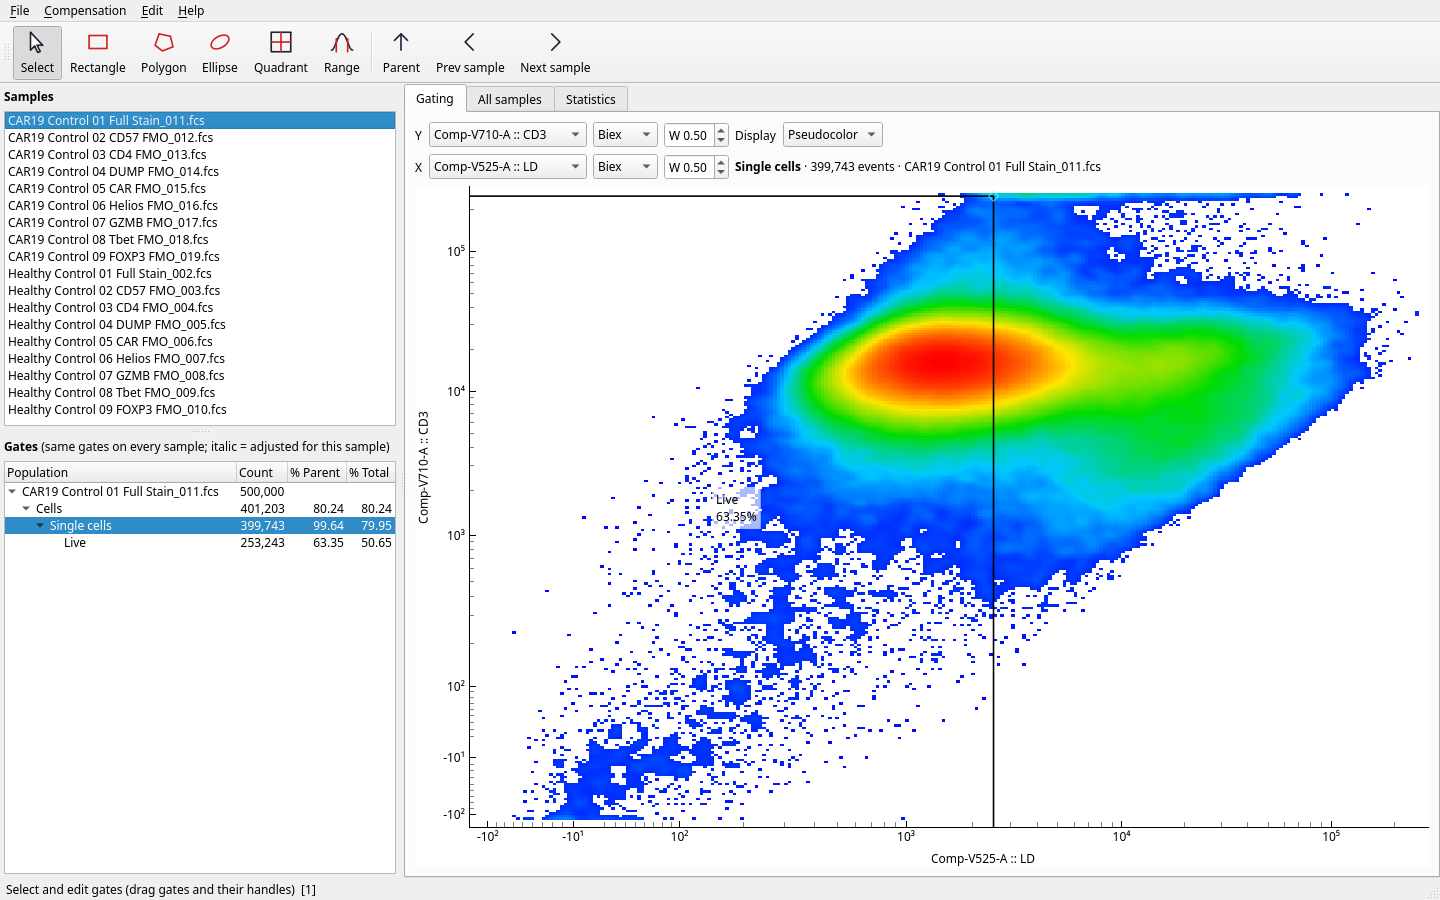 File Compensation Edit Help
Select Rectangle Polygon Ellipse Quadrant Range Parent Prev sample Next sample
Samples
CAR19 Control 01 Full Stain_011.fcs
CAR19 Control 02 CD57 FMO_012.fcs
CAR19 Control 03 CD4 FMO_013.fcs
CAR19 Control 04 DUMP FMO_014.fcs
CAR19 Control 05 CAR FMO_015.fcs
CAR19 Control 06 Helios FMO_016.fcs
CAR19 Control 07 GZMB FMO_017.fcs
CAR19 Control 08 Tbet FMO_018.fcs
CAR19 Control 09 FOXP3 FMO_019.fcs
Healthy Control 01 Full Stain_002.fcs
Healthy Control 02 CD57 FMO_003.fcs
Healthy Control 03 CD4 FMO_004.fcs
Healthy Control 04 DUMP FMO_005.fcs
Healthy Control 05 CAR FMO_006.fcs
Healthy Control 06 Helios FMO_007.fcs
Healthy Control 07 GZMB FMO_008.fcs
Healthy Control 08 Tbet FMO_009.fcs
Healthy Control 09 FOXP3 FMO_010.fcs
Gates (same gates on every sample; italic = adjusted for this sample)
Population Count % Parent % Total
CAR19 Control 01 Full Stain_011.fcs 500,000
Cells 401,203 80.24 80.24
Single cells 399,743 99.64 79.95
Live 253,243 63.35 50.65
Gating All samples Statistics
Y Comp-V710-A :: CD3 Biex W 0.50 Display Pseudocolor
X Comp-V525-A :: LD Biex W 0.50 Single cells · 399,743 events · CAR19 Control 01 Full Stain_011.fcs
10⁵
10⁴
10³
10²
-10¹
-10²
Comp-V710-A :: CD3
Live
63.35%
-10² -10¹ 10² 10³ 10⁴ 10⁵
Comp-V525-A :: LD
Select and edit gates (drag gates and their handles) [1]